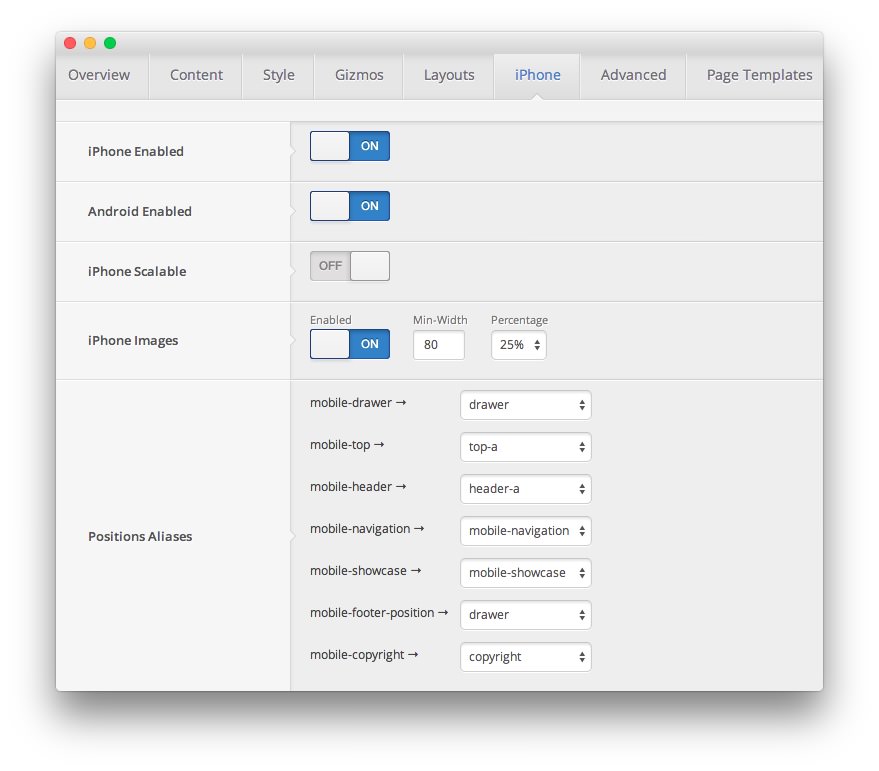 Overview Content Style Gizmos Layouts iPhone Advanced Page Templates
iPhone Enabled ON
Android Enabled ON
iPhone Scalable OFF
Enabled Min-Width Percentage
iPhone Images ON 80 25%
mobile-drawer → drawer
mobile-top → top-a
mobile-header → header-a
mobile-navigation → mobile-navigation
Positions Aliases
mobile-showcase → mobile-showcase
mobile-footer-position → drawer
mobile-copyright → copyright